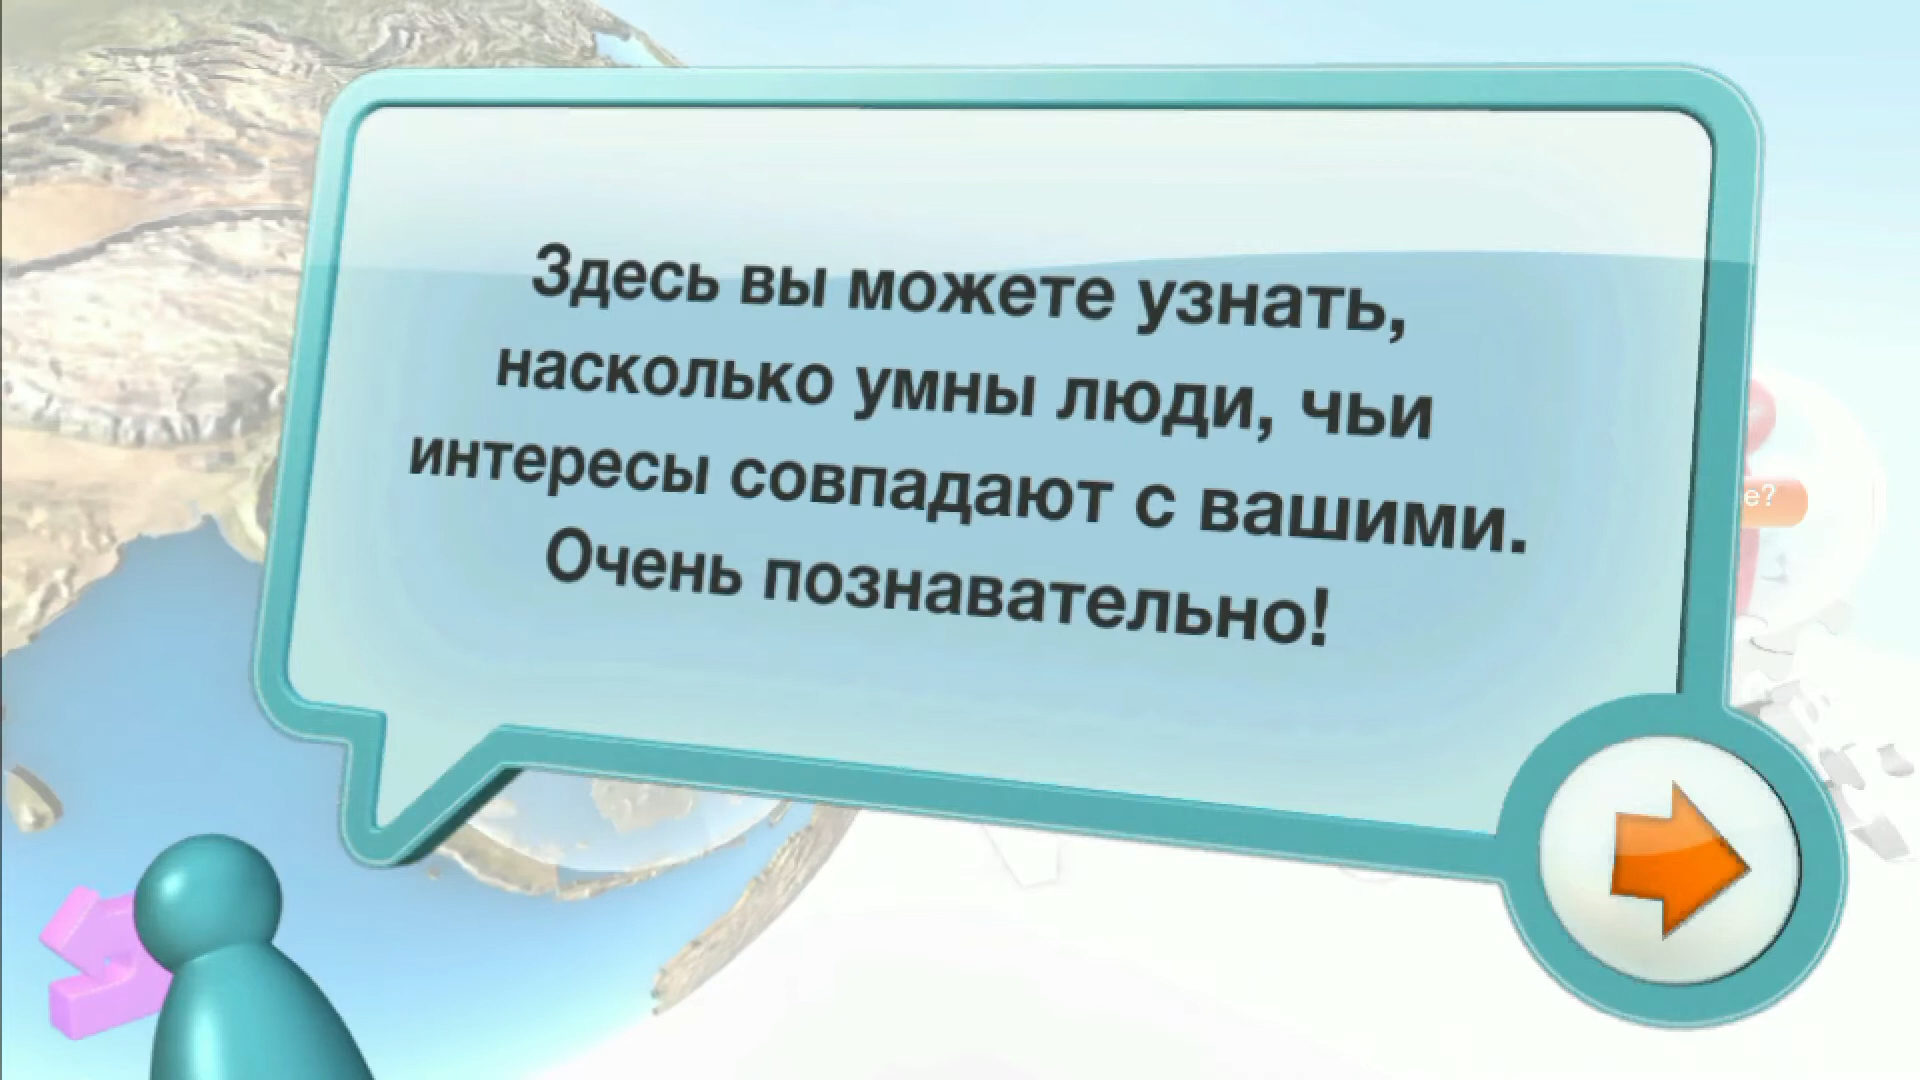 Здесь вы можете узнать,
насколько умны люди, чьи
интересы совпадают с вашими.
Очень познавательно!
е?